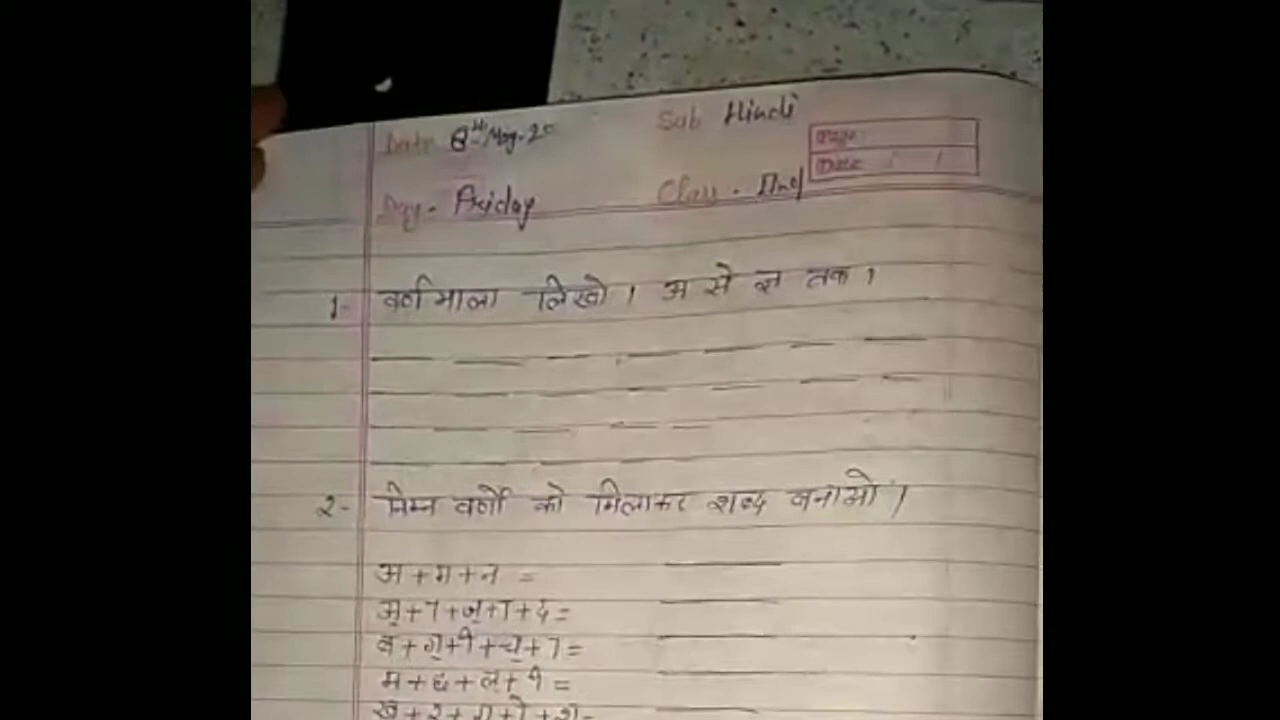 Date 8th May-20 Sub Hindi
Page
Day - Friday Class - IInd
Date
1- वर्णमाला लिखो। अ से ज्ञ तक।
2- निम्न वर्णों को मिलाकर शब्द बनाओ।
अ + म + न =
अ + ा + ज़ + ा + द =
ब + ग़ + ी + च + ा =
म + छ + ल + ी =